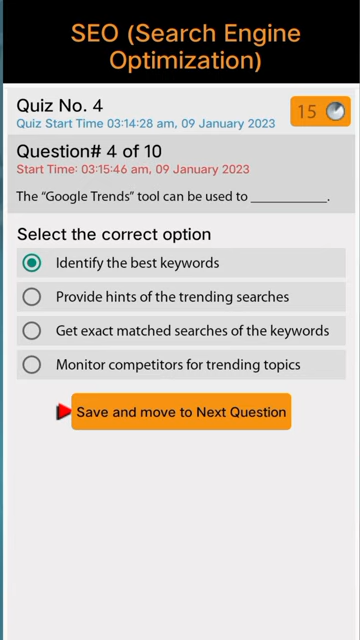 SEO (Search Engine
Optimization)
Quiz No. 4
Quiz Start Time 03:14:28 am, 09 January 2023
15
Question# 4 of 10
Start Time: 03:15:46 am, 09 January 2023
The “Google Trends” tool can be used to ____________.
Select the correct option
Identify the best keywords
Provide hints of the trending searches
Get exact matched searches of the keywords
Monitor competitors for trending topics
Save and move to Next Question